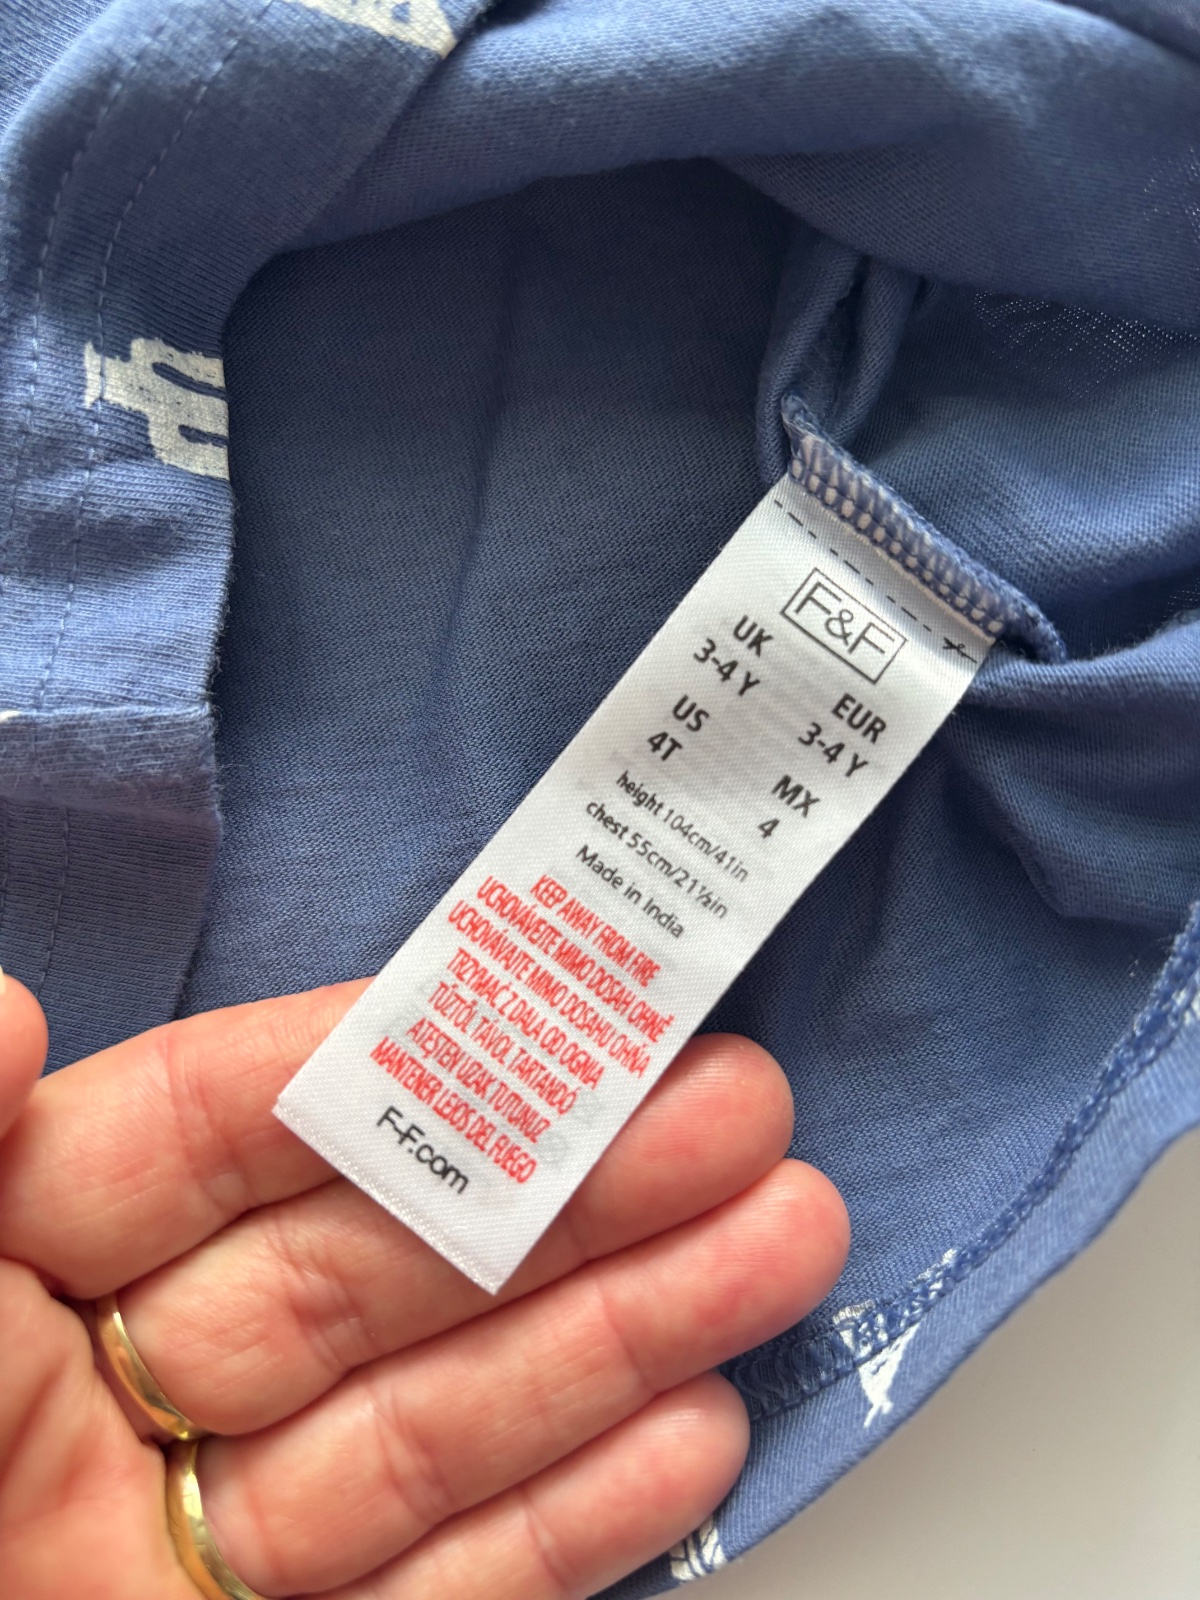 F&F
UK
3-4 Y
EUR
3-4 Y
US
4T
MX
4
height 104cm/41in
chest 55cm/21½in
Made in India
KEEP AWAY FROM FIRE
UCHOVÁVEJTE MIMO DOSAH OHNĚ
UCHOVÁVAJTE MIMO DOSAHU OHŇA
TRZYMAĆ Z DALA OD OGNIA
TŰZTŐL TÁVOL TARTANDÓ
ATEŞTEN UZAK TUTUNUZ
MANTENER LEJOS DEL FUEGO
F-F.com